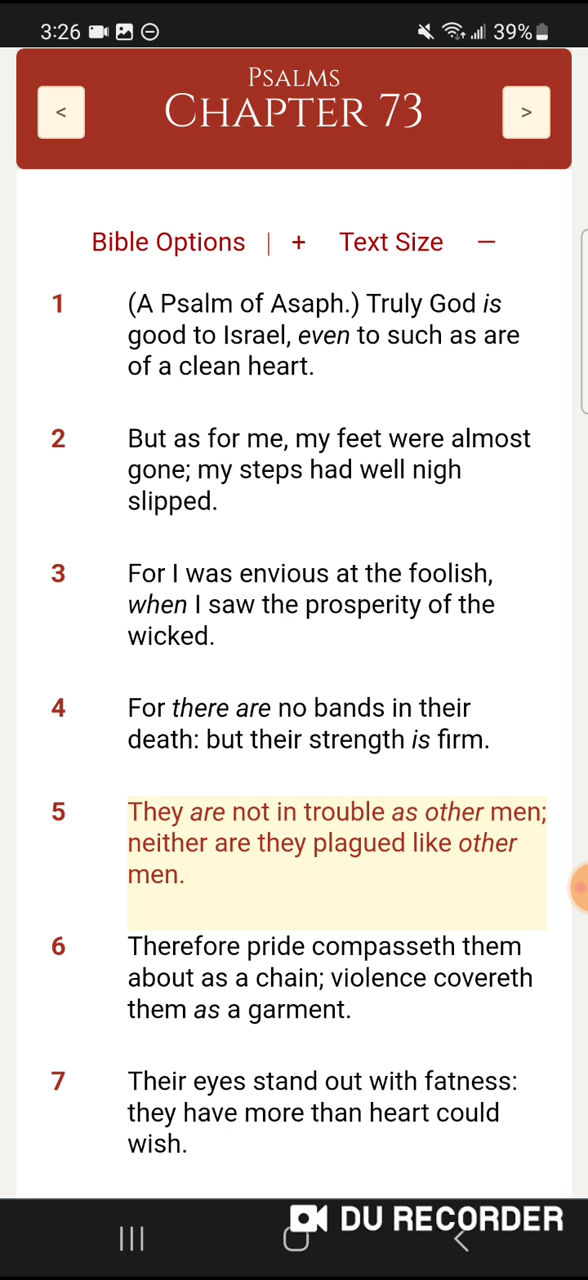 3:26 39%
PSALMS
CHAPTER 73
< >
Bible Options | + Text Size —
1 (A Psalm of Asaph.) Truly God is
good to Israel, even to such as are
of a clean heart.
2 But as for me, my feet were almost
gone; my steps had well nigh
slipped.
3 For I was envious at the foolish,
when I saw the prosperity of the
wicked.
4 For there are no bands in their
death: but their strength is firm.
5 They are not in trouble as other men;
neither are they plagued like other
men.
6 Therefore pride compasseth them
about as a chain; violence covereth
them as a garment.
7 Their eyes stand out with fatness:
they have more than heart could
wish.
DU RECORDER